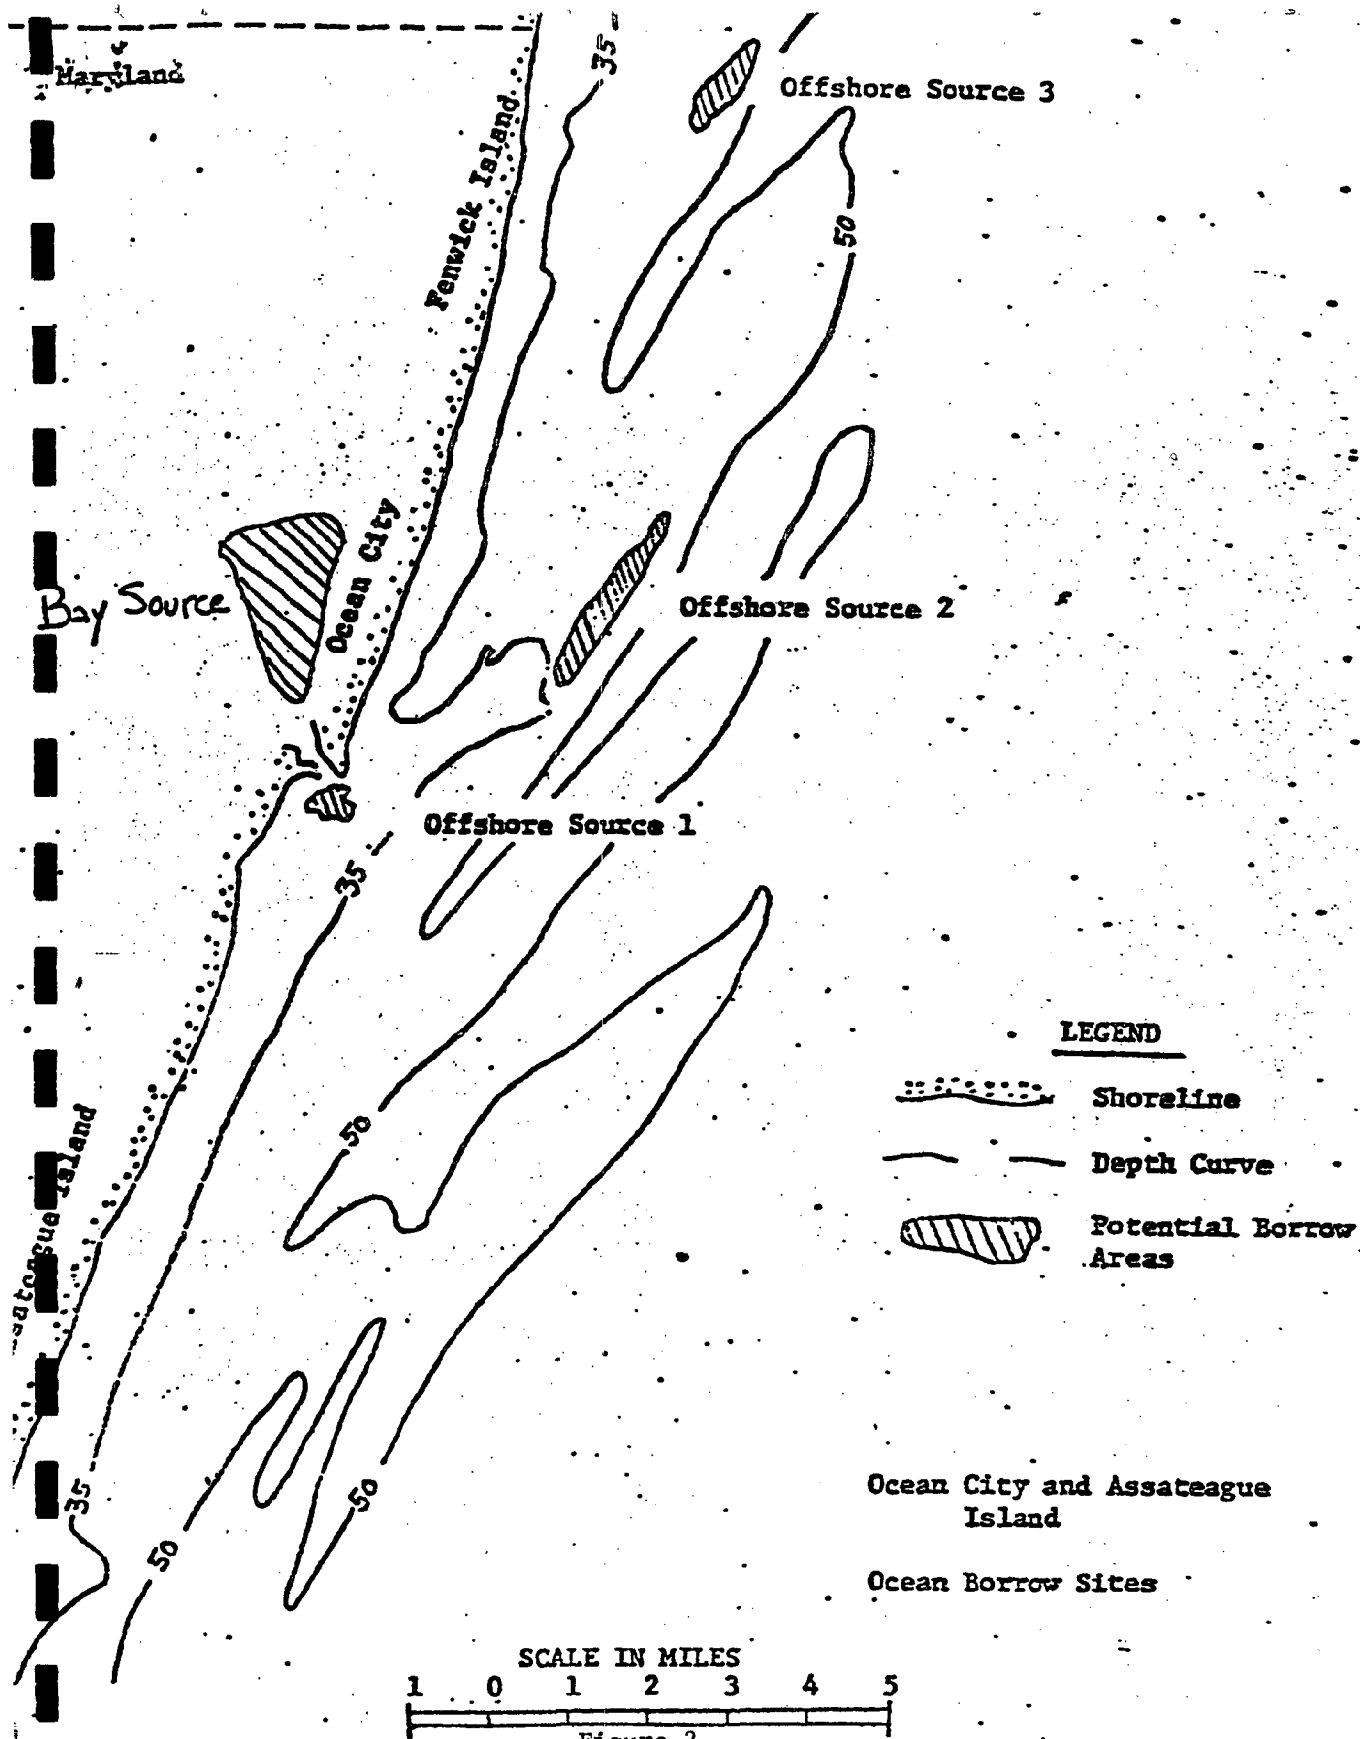 Maryland
35
Offshore Source 3
Fenwick Island
50
Ocean City
Bay Source
Offshore Source 2
Offshore Source 1
35
LEGEND
Shoreline
Depth Curve
Potential Borrow
Areas
50
Island
35
50
50
Ocean City and Assateague
Island
Ocean Borrow Sites
SCALE IN MILES
1 0 1 2 3 4 5